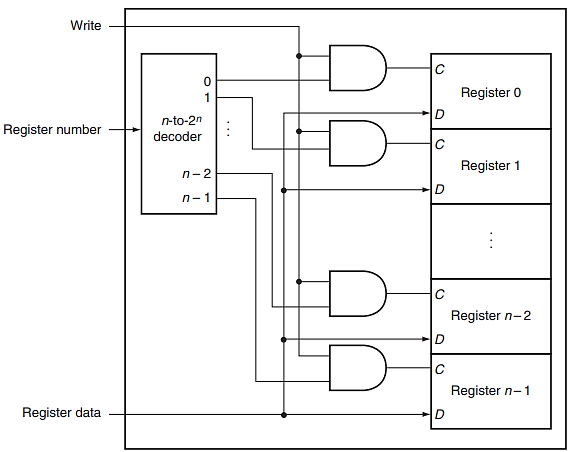 Write
0
1
n-to-2ⁿ
decoder
Register number
⋮
n – 2
n – 1
C
Register 0
D
C
Register 1
D
⋮
C
Register n – 2
D
C
Register n – 1
Register data
D